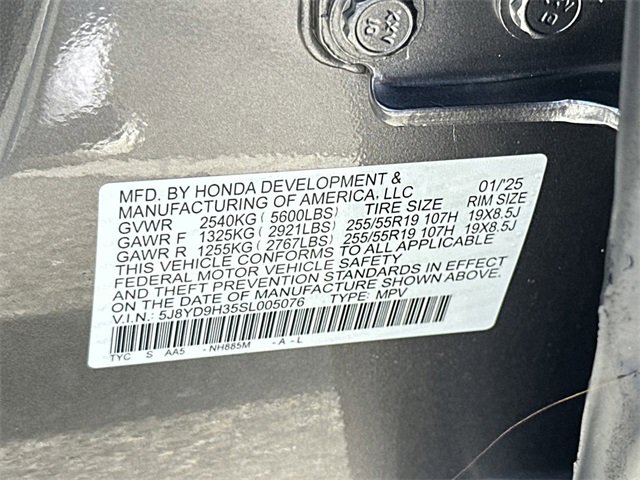 MFD. BY HONDA DEVELOPMENT & 01/'25
MANUFACTURING OF AMERICA, LLC
GVWR 2540KG ( 5600LBS) TIRE SIZE RIM SIZE
GAWR F 1325KG ( 2921LBS) 255/55R19 107H 19X8.5J
GAWR R 1255KG ( 2767LBS) 255/55R19 107H 19X8.5J
THIS VEHICLE CONFORMS TO ALL APPLICABLE
FEDERAL MOTOR VEHICLE SAFETY
STANDARDS AND THEFT PREVENTION STANDARDS IN EFFECT
ON THE DATE OF MANUFACTURE SHOWN ABOVE.
V.I.N.: 5J8YD9H35SL005076 TYPE: MPV
TYC S AA5 - NH885M - A - L